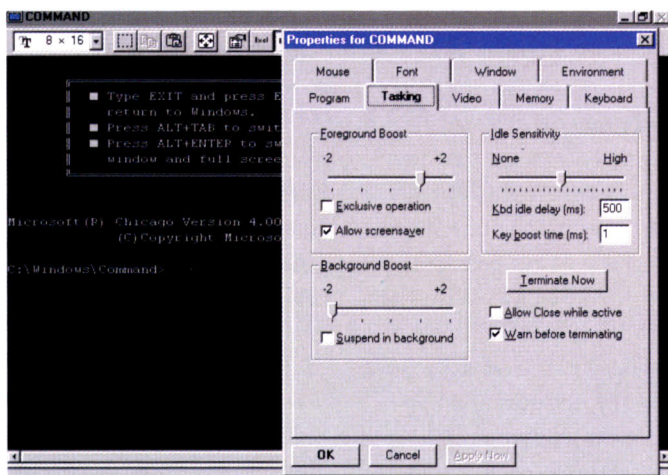 COMMAND
8 x 16
Properties for COMMAND
Mouse Font Window Environment
Program Tasking Video Memory Keyboard
■ Type EXIT and press E
return to Windows.
■ Press ALT+TAB to swit
■ Press ALT+ENTER to sw
window and full scree
Microsoft(R) Chicago Version 4.00
(C)Copyright Microso
C:\Windows\Command>
Foreground Boost
-2 +2
Exclusive operation
Allow screensaver
Background Boost
-2 +2
Suspend in background
Idle Sensitivity
None High
Kbd idle delay (ms): 500
Key boost time (ms): 1
Terminate Now
Allow Close while active
Warn before terminating
OK Cancel Apply Now